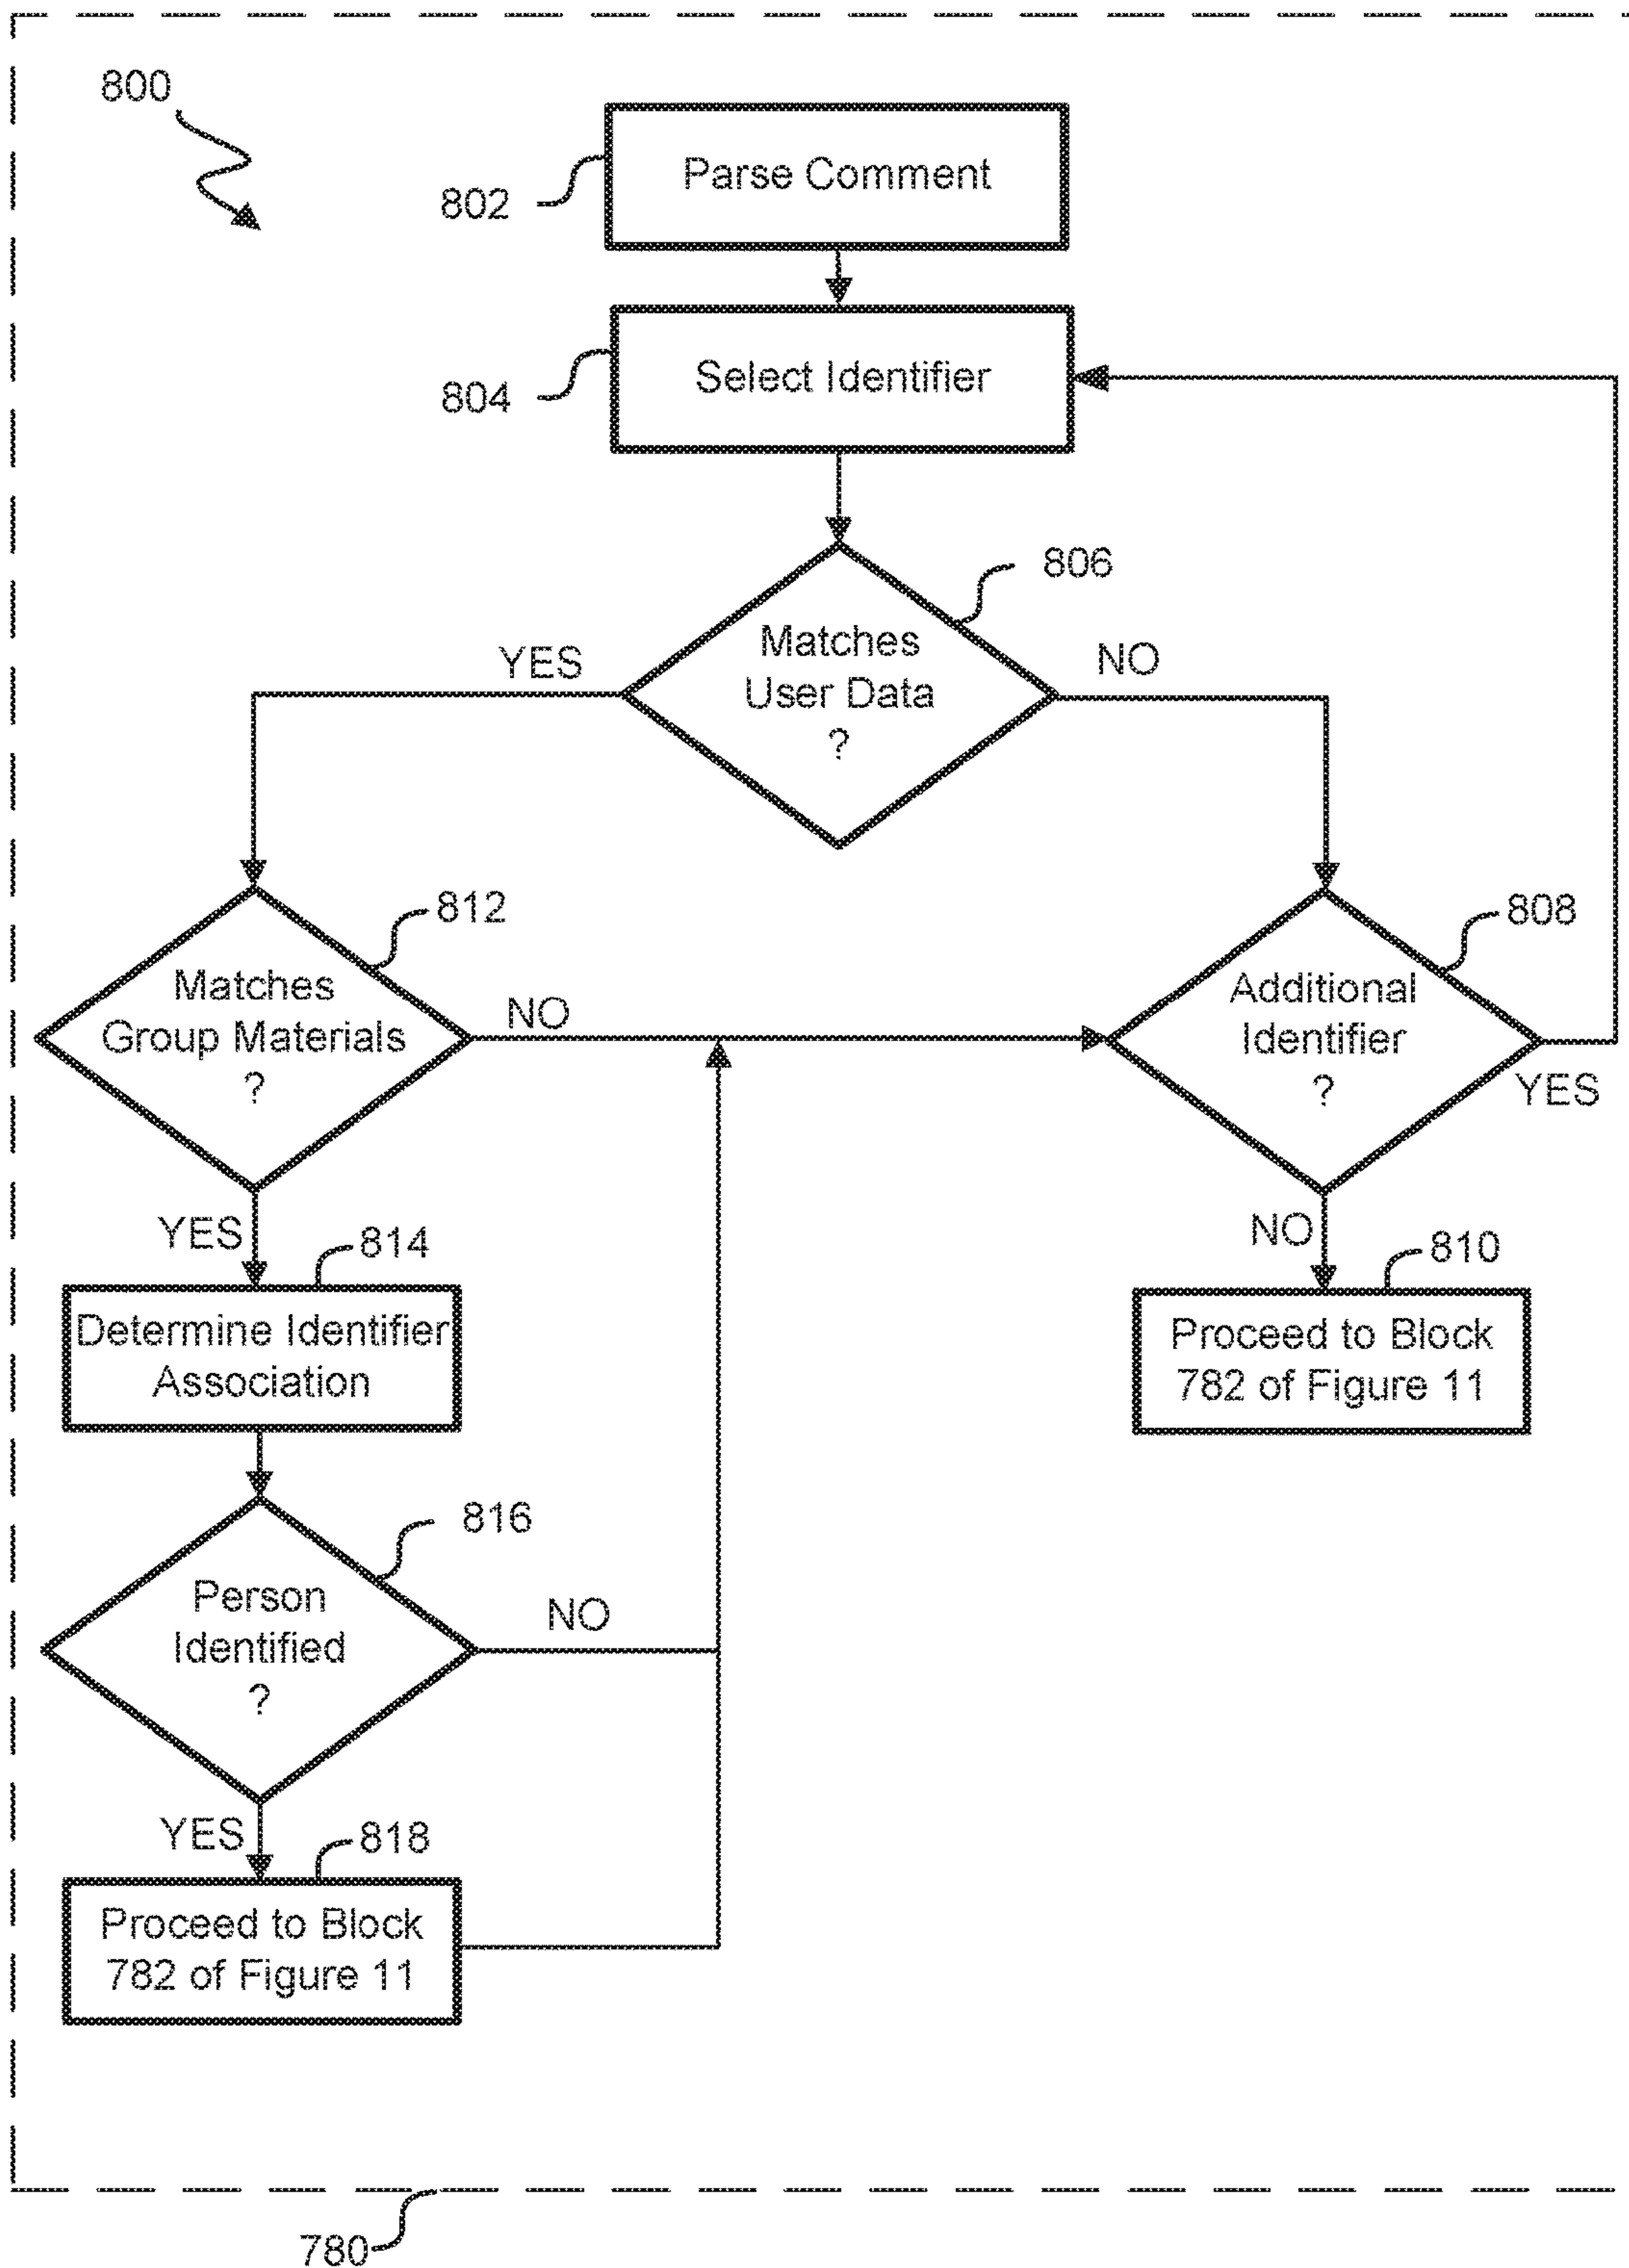 800
Parse Comment
802
Select Identifier
804
806
Matches
User Data
?
YES
NO
812
808
Matches
Group Materials
?
NO
Additional
Identifier
?
YES
YES
814
NO
810
Determine Identifier
Association
Proceed to Block
782 of Figure 11
816
Person
Identified
?
NO
YES
818
Proceed to Block
782 of Figure 11
780